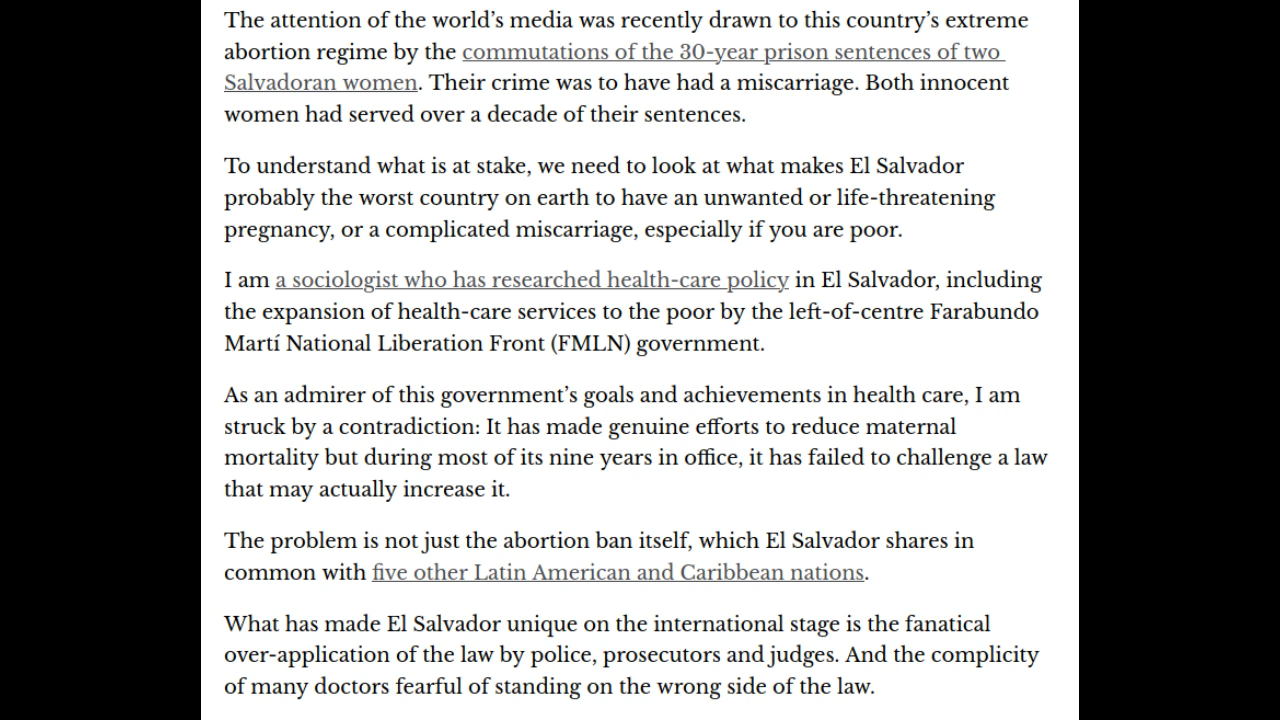 The attention of the world’s media was recently drawn to this country’s extreme
abortion regime by the commutations of the 30-year prison sentences of two
Salvadoran women. Their crime was to have had a miscarriage. Both innocent
women had served over a decade of their sentences.
To understand what is at stake, we need to look at what makes El Salvador
probably the worst country on earth to have an unwanted or life-threatening
pregnancy, or a complicated miscarriage, especially if you are poor.
I am a sociologist who has researched health-care policy in El Salvador, including
the expansion of health-care services to the poor by the left-of-centre Farabundo
Martí National Liberation Front (FMLN) government.
As an admirer of this government’s goals and achievements in health care, I am
struck by a contradiction: It has made genuine efforts to reduce maternal
mortality but during most of its nine years in office, it has failed to challenge a law
that may actually increase it.
The problem is not just the abortion ban itself, which El Salvador shares in
common with five other Latin American and Caribbean nations.
What has made El Salvador unique on the international stage is the fanatical
over-application of the law by police, prosecutors and judges. And the complicity
of many doctors fearful of standing on the wrong side of the law.